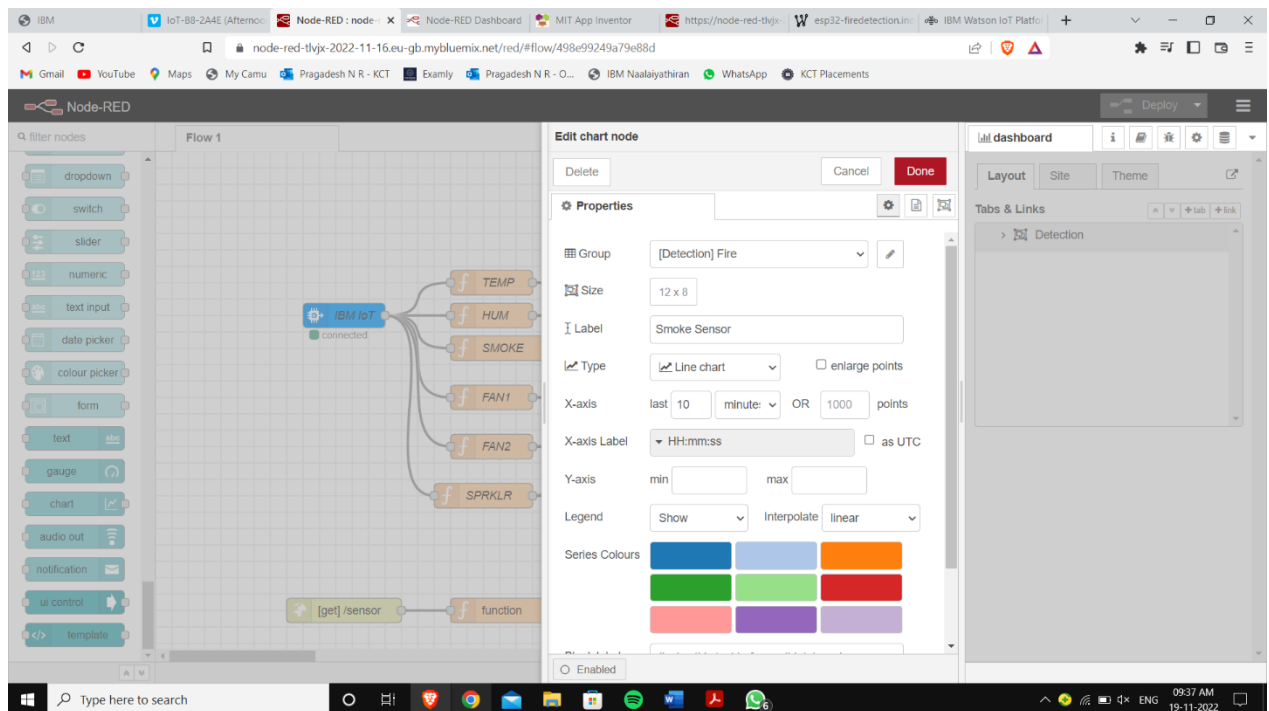 IBM
IoT-B8-2A4E (Afternoo
Node-RED : node-r
Node-RED Dashboard
MIT App Inventor
https://node-red-tlvjx-
esp32-firedetection.ino
IBM Watson IoT Platfor
node-red-tlvjx-2022-11-16.eu-gb.mybluemix.net/red/#flow/498e99249a79e88d
Gmail
YouTube
Maps
My Camu
Pragadesh N R - KCT
Examly
Pragadesh N R - O...
IBM Naalaiyathiran
WhatsApp
KCT Placements
Node-RED
Deploy
filter nodes
Flow 1
dropdown
switch
slider
numeric
text input
date picker
colour picker
form
text
gauge
chart
audio out
notification
ui control
template
IBM IoT
connected
TEMP
HUM
SMOKE
FAN1
FAN2
SPRKLR
[get] /sensor
function
Edit chart node
Delete
Cancel
Done
Properties
Group
[Detection] Fire
Size
12 x 8
Label
Smoke Sensor
Type
Line chart
enlarge points
X-axis
last 10 minutes OR 1000 points
X-axis Label
HH:mm:ss
as UTC
Y-axis
min
max
Legend
Show
Interpolate
linear
Series Colours
Enabled
dashboard
Layout
Site
Theme
Tabs & Links
tab
link
Detection
Type here to search
6
ENG
09:37 AM
19-11-2022